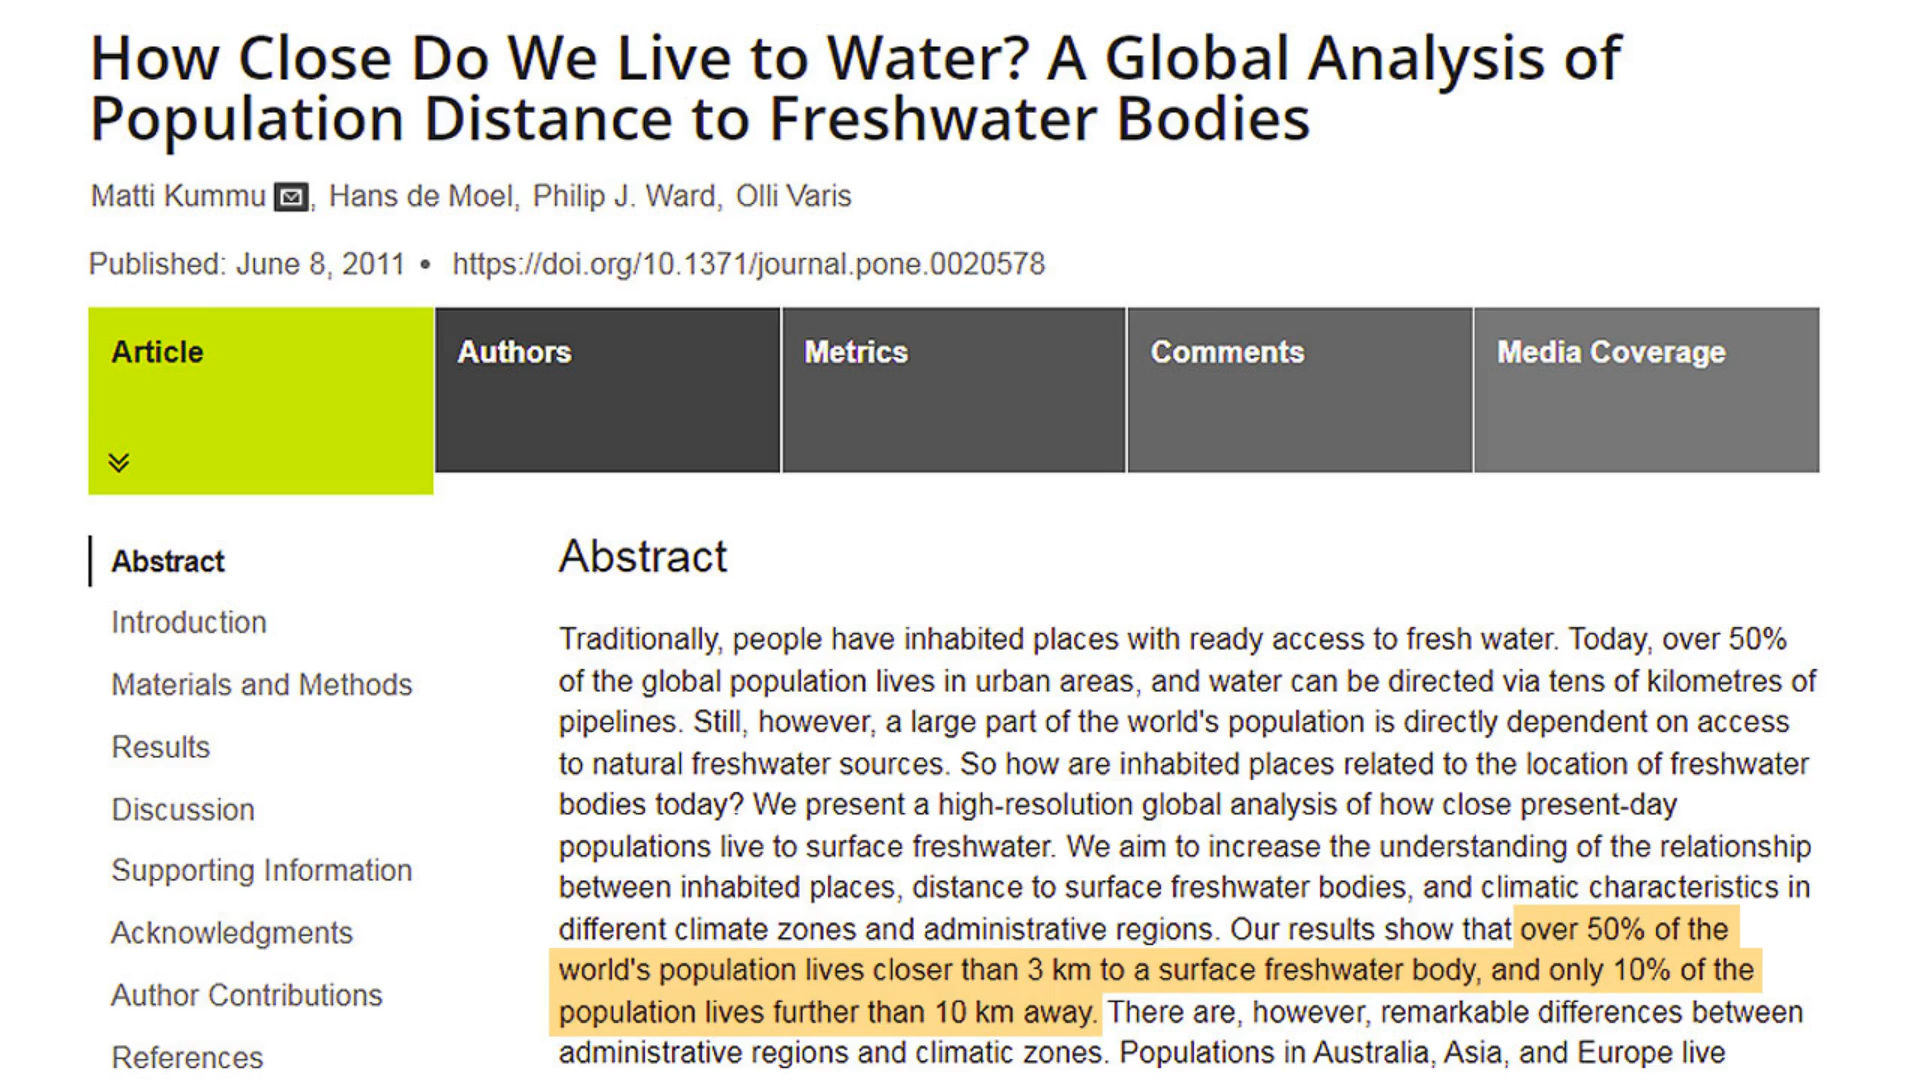 How Close Do We Live to Water? A Global Analysis of
Population Distance to Freshwater Bodies
Matti Kummu , Hans de Moel, Philip J. Ward, Olli Varis
Published: June 8, 2011 • https://doi.org/10.1371/journal.pone.0020578
Article
Authors
Metrics
Comments
Media Coverage
Abstract
Introduction
Materials and Methods
Results
Discussion
Supporting Information
Acknowledgments
Author Contributions
References
Abstract
Traditionally, people have inhabited places with ready access to fresh water. Today, over 50%
of the global population lives in urban areas, and water can be directed via tens of kilometres of
pipelines. Still, however, a large part of the world's population is directly dependent on access
to natural freshwater sources. So how are inhabited places related to the location of freshwater
bodies today? We present a high-resolution global analysis of how close present-day
populations live to surface freshwater. We aim to increase the understanding of the relationship
between inhabited places, distance to surface freshwater bodies, and climatic characteristics in
different climate zones and administrative regions. Our results show that over 50% of the
world's population lives closer than 3 km to a surface freshwater body, and only 10% of the
population lives further than 10 km away. There are, however, remarkable differences between
administrative regions and climatic zones. Populations in Australia, Asia, and Europe live